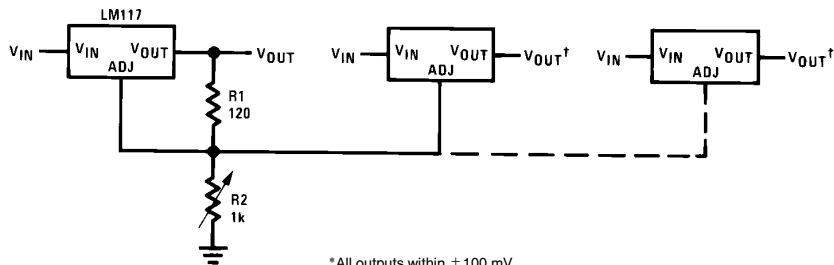 LM117
V_IN V_IN V_OUT V_OUT
ADJ
V_IN V_IN V_OUT V_OUT†
ADJ
V_IN V_IN V_OUT V_OUT†
ADJ
R1
120
R2
1k
*All outputs within ±100 mV